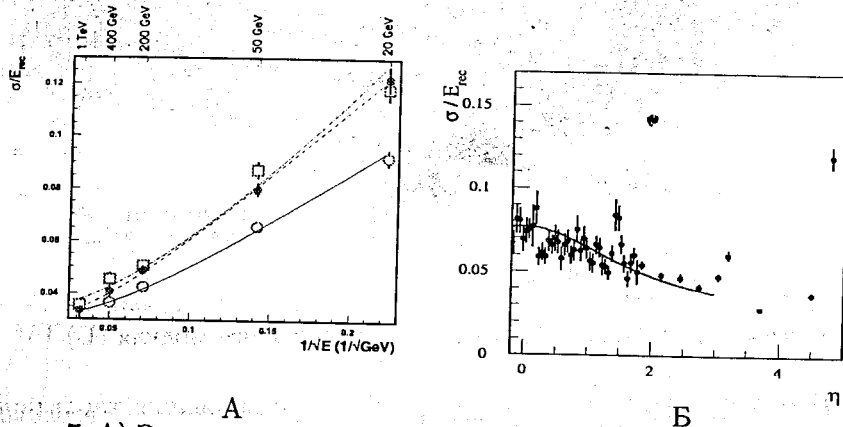 1 TeV
400 GeV
200 GeV
50 GeV
20 GeV
σ/E_rec
0.12
0.1
0.08
0.06
0.04
0.05
0.1
0.15
0.2
1/√E (1/√GeV)
А
σ/E_rec
0.15
0.1
0.05
0
0
2
4
η
Б